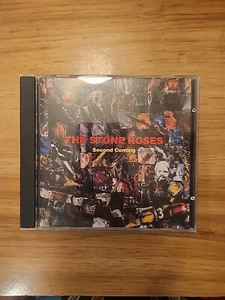 THE STONE ROSES
Second Coming